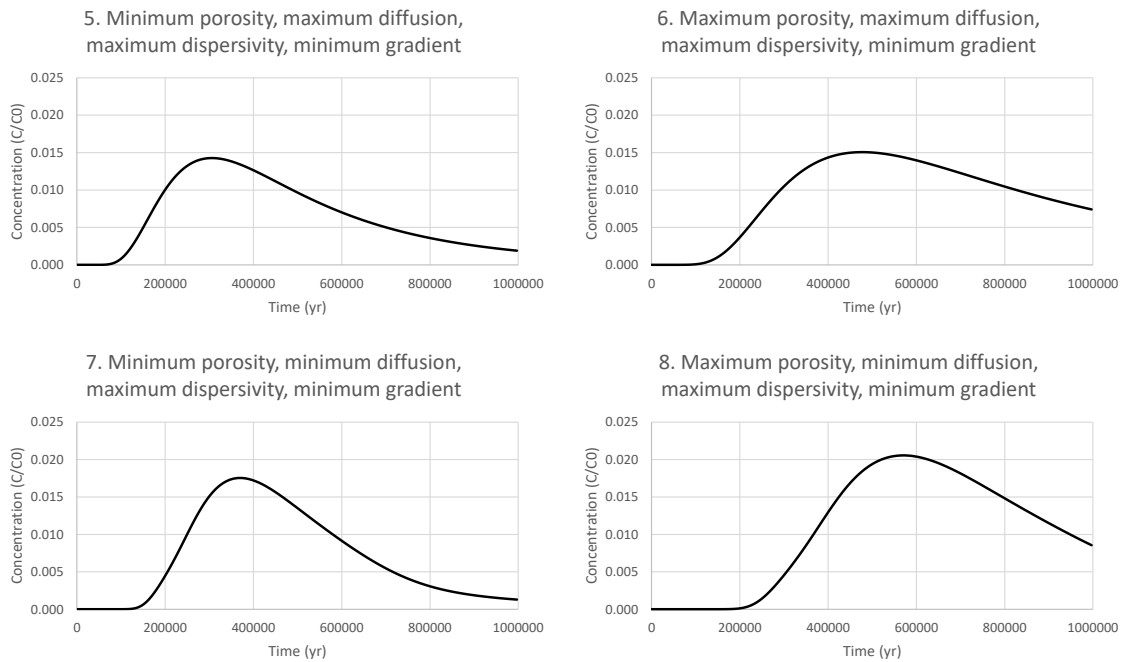 5. Minimum porosity, maximum diffusion,
maximum dispersivity, minimum gradient
Concentration (C/C0)
0.025
0.020
0.015
0.010
0.005
0.000
0 200000 400000 600000 800000 1000000
Time (yr)
6. Maximum porosity, maximum diffusion,
maximum dispersivity, minimum gradient
Concentration (C/C0)
0.025
0.020
0.015
0.010
0.005
0.000
0 200000 400000 600000 800000 1000000
Time (yr)
7. Minimum porosity, minimum diffusion,
maximum dispersivity, minimum gradient
Concentration (C/C0)
0.025
0.020
0.015
0.010
0.005
0.000
0 200000 400000 600000 800000 1000000
Time (yr)
8. Maximum porosity, minimum diffusion,
maximum dispersivity, minimum gradient
Concentration (C/C0)
0.025
0.020
0.015
0.010
0.005
0.000
0 200000 400000 600000 800000 1000000
Time (yr)